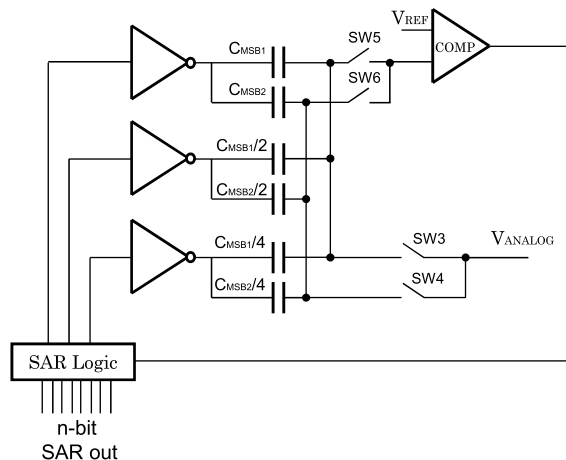 VREF
COMP
CMSB1
SW5
CMSB2
SW6
CMSB1/2
CMSB2/2
CMSB1/4
SW3
VANALOG
CMSB2/4
SW4
SAR Logic
n-bit
SAR out